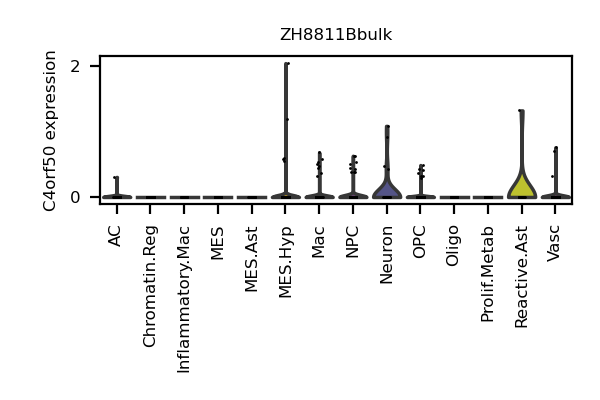 ZH8811Bbulk
C4orf50 expression
2
0
AC
Chromatin.Reg
Inflammatory.Mac
MES
MES.Ast
MES.Hyp
Mac
NPC
Neuron
OPC
Oligo
Prolif.Metab
Reactive.Ast
Vasc